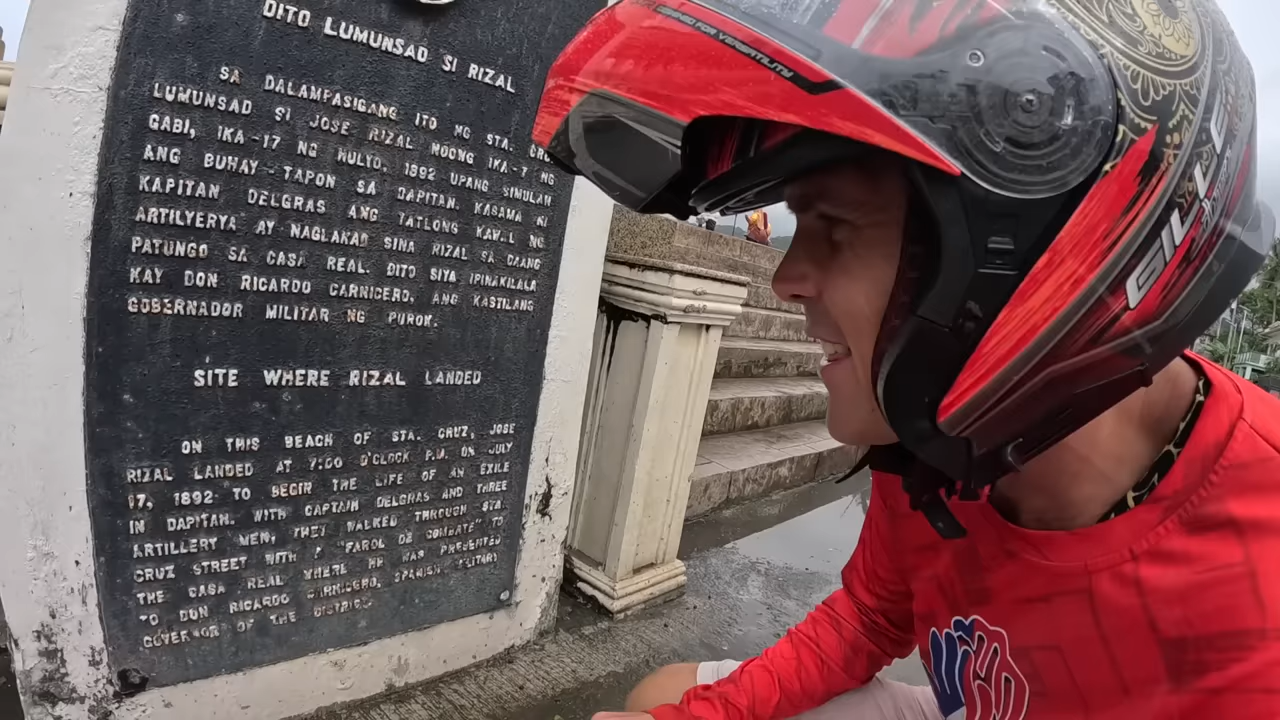 DITO LUMUNSAD SI RIZAL
SA DALAMPASIGANG ITO NG STA. CRUZ
LUMUNSAD SI JOSE RIZAL NOONG IKA-7 NG
GABI, IKA-17 NG HULYO, 1892 UPANG SIMULAN
ANG BUHAY-TAPON SA DAPITAN. KASAMA NI
KAPITAN DELGRAS ANG TATLONG KAWAL NG
ARTILYERYA AY NAGLAKAD SINA RIZAL SA DAANG
PATUNGO SA CASA REAL. DITO SIYA IPINAKILALA
KAY DON RICARDO CARNICERO, ANG KASTILANG
GOBERNADOR MILITAR NG PUROK.
SITE WHERE RIZAL LANDED
ON THIS BEACH OF STA. CRUZ, JOSE
RIZAL LANDED AT 7:00 O'CLOCK P.M. ON JULY
17, 1892 TO BEGIN THE LIFE OF AN EXILE
IN DAPITAN. WITH CAPTAIN DELGRAS AND THREE
ARTILLERY MEN, THEY WALKED THROUGH STA.
CRUZ STREET WITH A "FAROL DE COMBATE" TO
THE CASA REAL WHERE HE WAS PRESENTED
TO DON RICARDO CARNICERO, SPANISH MILITARY
GOVERNOR OF THE DISTRICT.
DESIGNED FOR VERSATILITY
GILLE